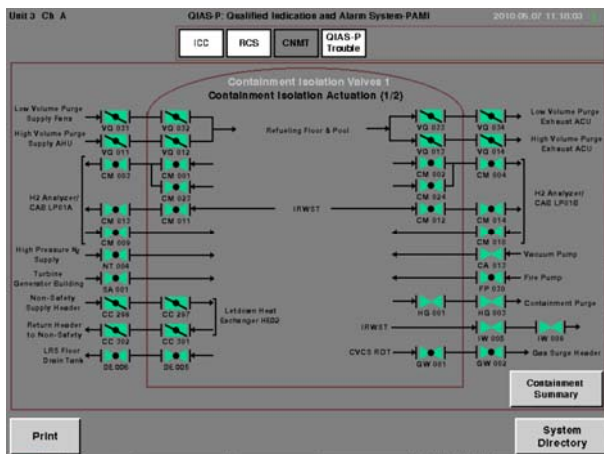 Unit 3 Ch A
QIAS-P: Qualified Indication and Alarm System-PAMI
2010.05.07 11:10:03
ICC
RCS
CNMT
QIAS-P
Trouble
Containment Isolation Valves 1
Containment Isolation Actuation (1/2)
Low Volume Purge
Supply Fans
VQ 031
VQ 032
High Volume Purge
Supply AHU
VQ 011
VQ 012
Refueling Floor & Pool
VQ 033
VQ 034
Low Volume Purge
Exhaust ACU
VQ 013
VQ 014
High Volume Purge
Exhaust ACU
CM 003
CM 001
CM 027
H2 Analyzer/
CAB LP01A
CM 013
CM 011
CM 009
IRWST
CM 002
CM 004
CM 024
H2 Analyzer/
CAB LP01B
CM 012
CM 014
CM 010
High Pressure N2
Supply
NT 004
Vacuum Pump
CA 013
Turbine
Generator Building
SA 001
Fire Pump
FP 030
Non-Safety
Supply Header
CC 296
CC 297
Letdown Heat
Exchanger HE02
HG 001
HG 003
Containment Purge
Return Header
to Non-Safety
CC 302
CC 301
IRWST
IW 005
IW 006
LRS Floor
Drain Tank
DE 006
DE 005
CVCS RDT
GW 001
GW 002
Gas Surge Header
Containment
Summary
Print
System
Directory